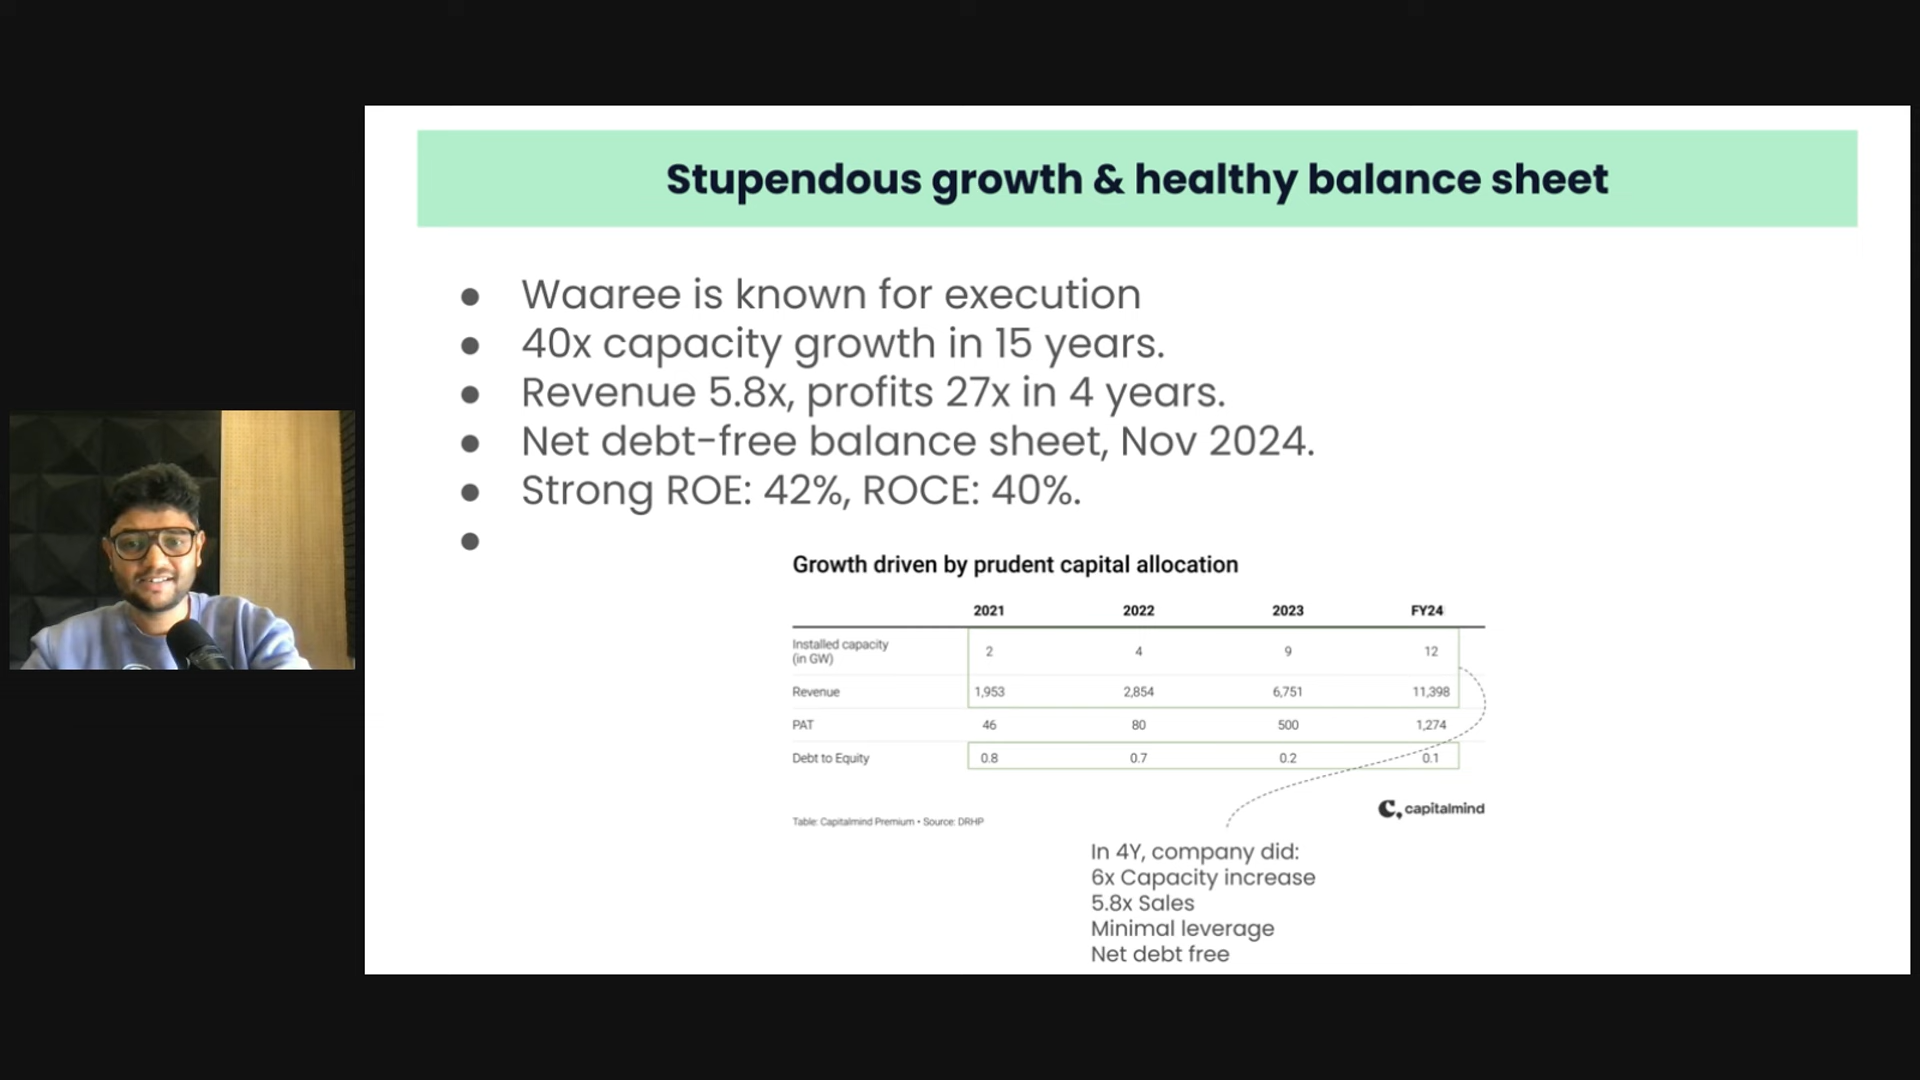 Stupendous growth & healthy balance sheet
Waaree is known for execution
40x capacity growth in 15 years.
Revenue 5.8x, profits 27x in 4 years.
Net debt-free balance sheet, Nov 2024.
Strong ROE: 42%, ROCE: 40%.
Growth driven by prudent capital allocation
2021 2022 2023 FY24
Installed capacity
(in GW) 2 4 9 12
Revenue 1,953 2,854 6,751 11,398
PAT 46 80 500 1,274
Debt to Equity 0.8 0.7 0.2 0.1
capitalmind
Table: Capitalmind Premium • Source: DRHP
In 4Y, company did:
6x Capacity increase
5.8x Sales
Minimal leverage
Net debt free